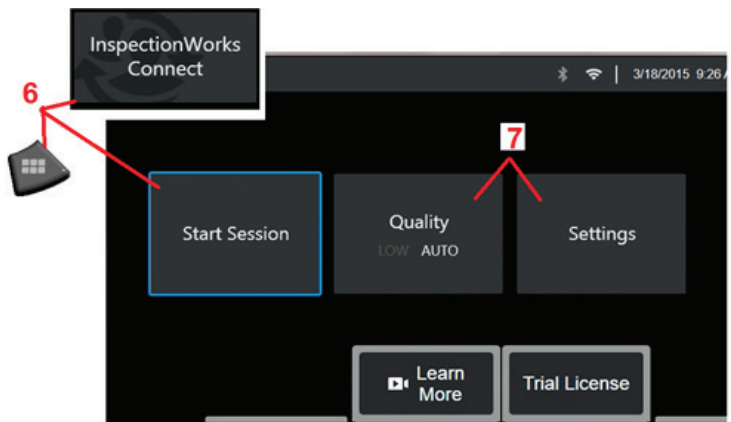 InspectionWorks
Connect
6
3/18/2015 9:26
7
Start Session
Quality
LOW AUTO
Settings
Learn
More
Trial License